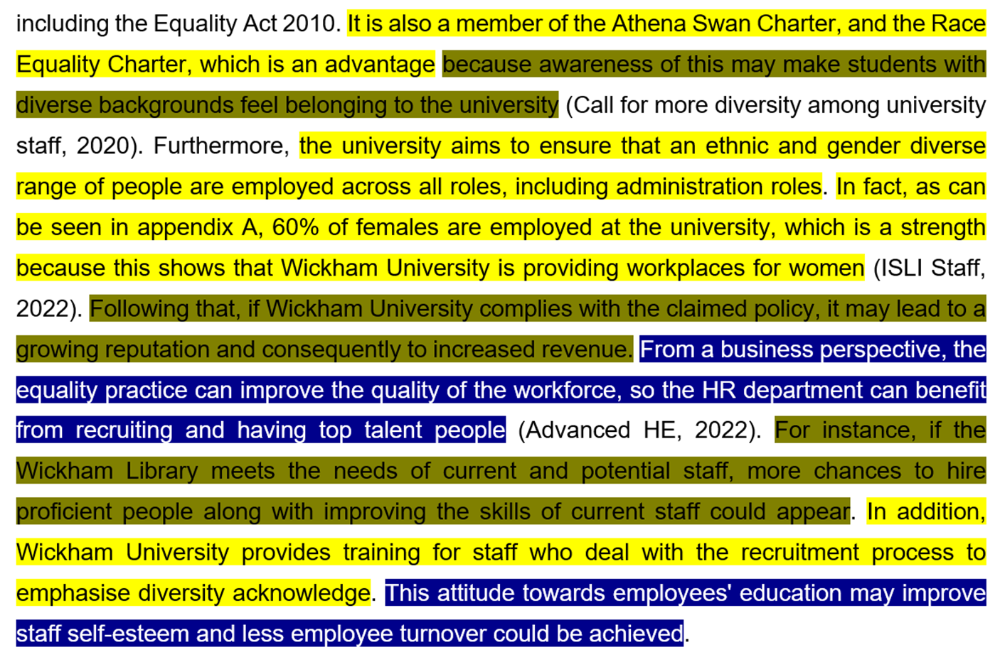 including the Equality Act 2010. It is also a member of the Athena Swan Charter, and the Race
Equality Charter, which is an advantage because awareness of this may make students with
diverse backgrounds feel belonging to the university (Call for more diversity among university
staff, 2020). Furthermore, the university aims to ensure that an ethnic and gender diverse
range of people are employed across all roles, including administration roles. In fact, as can
be seen in appendix A, 60% of females are employed at the university, which is a strength
because this shows that Wickham University is providing workplaces for women (ISLI Staff,
2022). Following that, if Wickham University complies with the claimed policy, it may lead to a
growing reputation and consequently to increased revenue. From a business perspective, the
equality practice can improve the quality of the workforce, so the HR department can benefit
from recruiting and having top talent people (Advanced HE, 2022). For instance, if the
Wickham Library meets the needs of current and potential staff, more chances to hire
proficient people along with improving the skills of current staff could appear. In addition,
Wickham University provides training for staff who deal with the recruitment process to
emphasise diversity acknowledge. This attitude towards employees' education may improve
staff self-esteem and less employee turnover could be achieved.